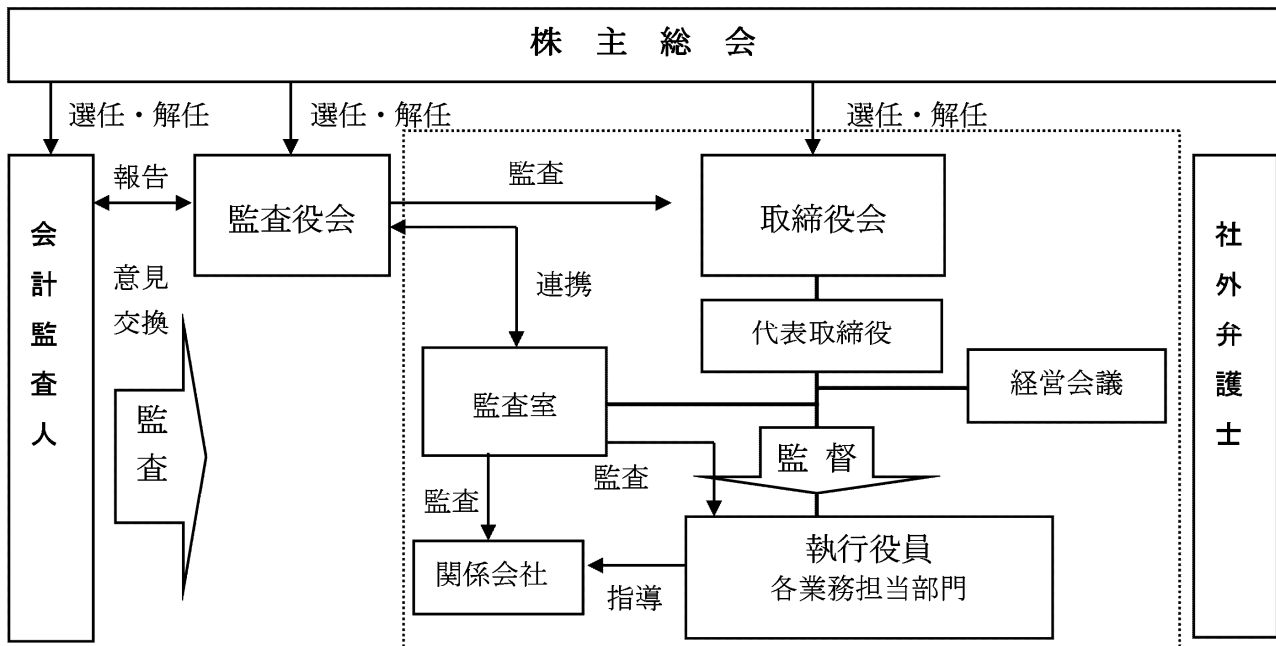 株主総会
選任・解任
選任・解任
選任・解任
会計監査人
報告
意見
交換
監査役会
監査
取締役会
社外弁護士
連携
代表取締役
経営会議
監査室
監査
監督
監査
監査
関係会社
指導
執行役員
各業務担当部門